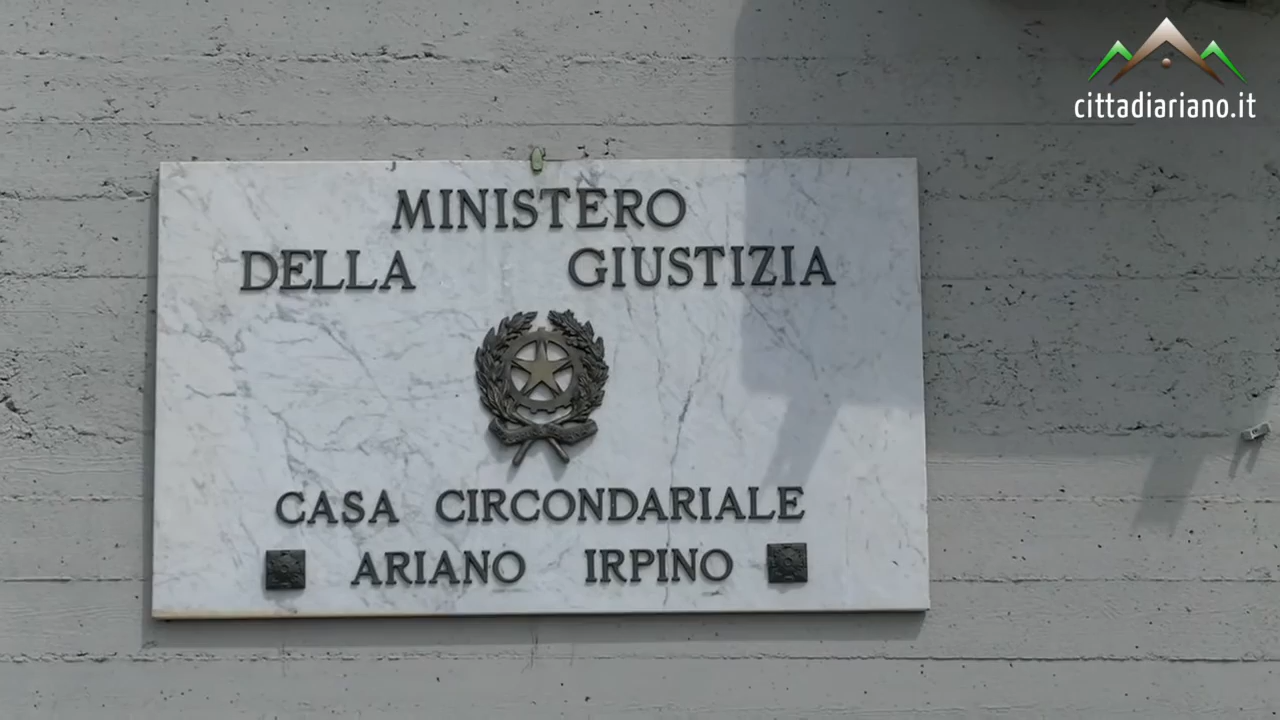 cittadiariano.it
MINISTERO
DELLA GIUSTIZIA
CASA CIRCONDARIALE
ARIANO IRPINO